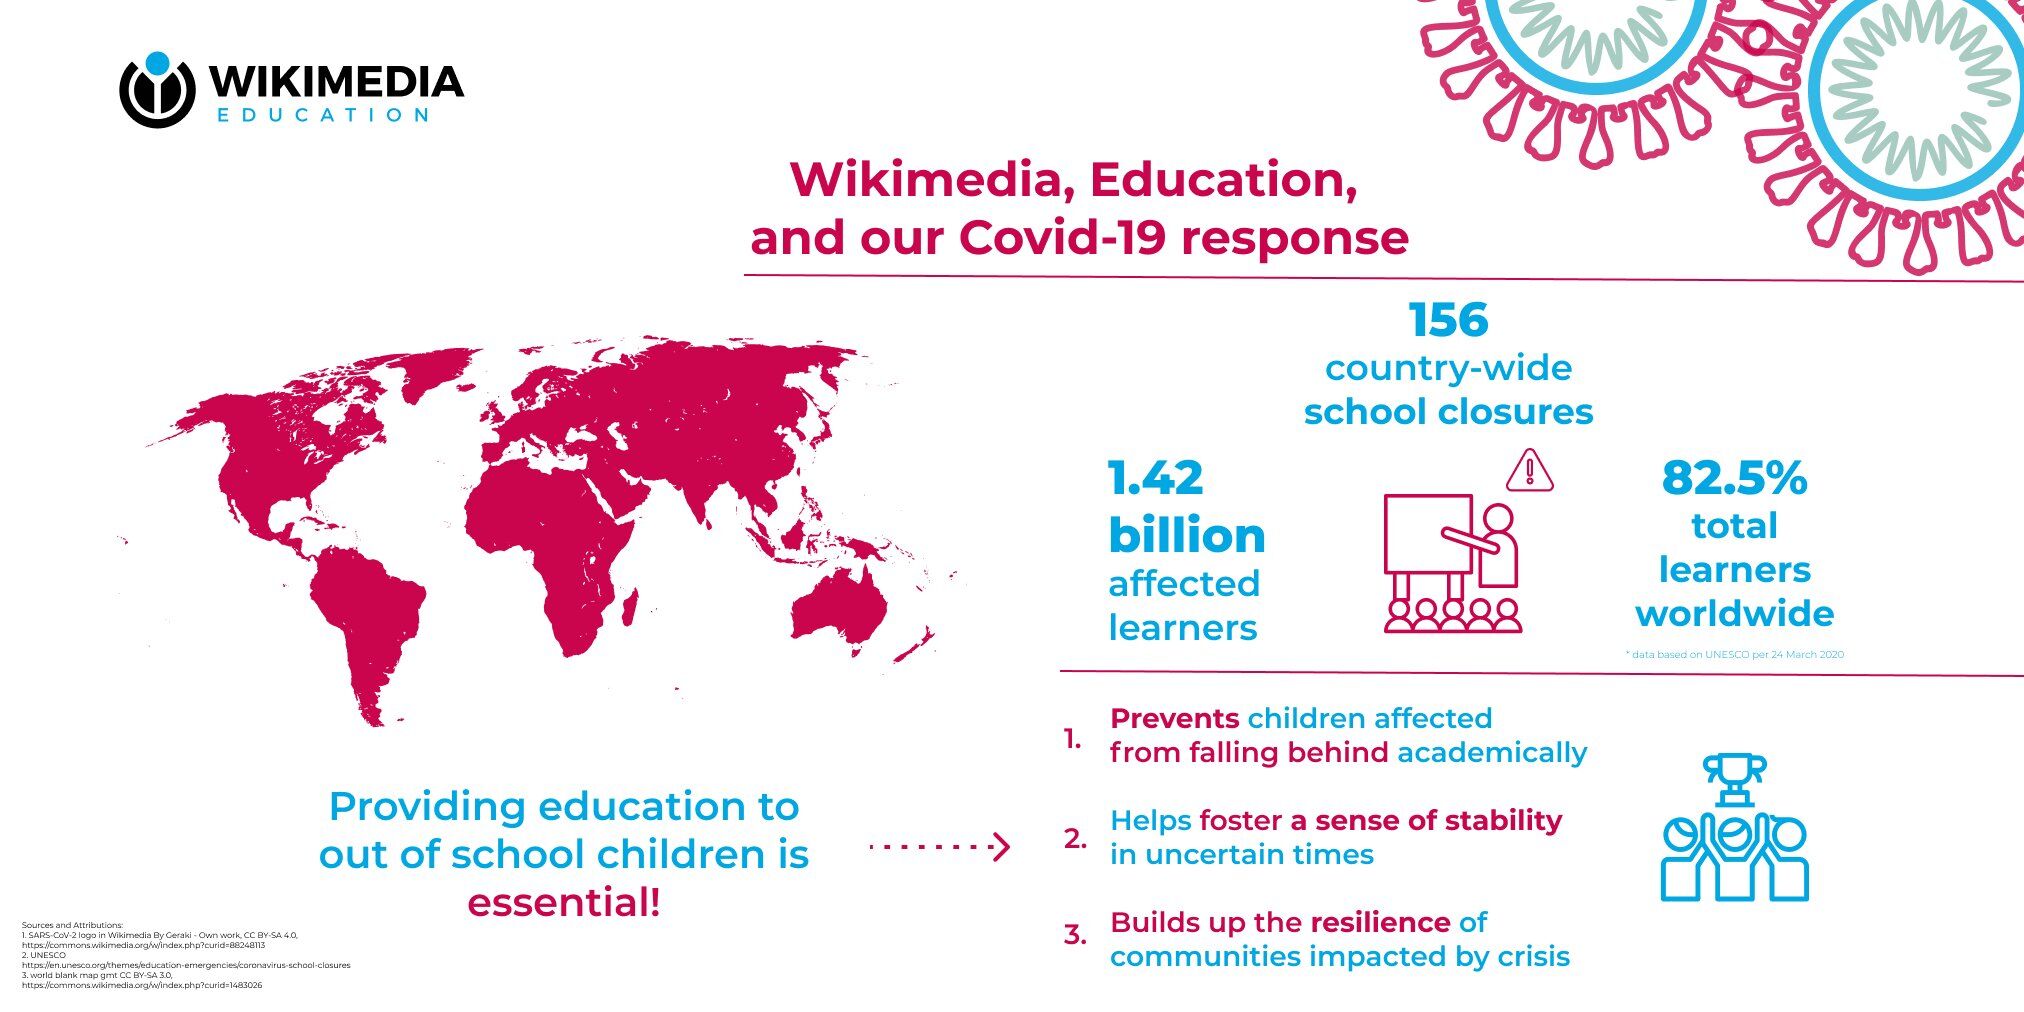 WIKIMEDIA
EDUCATION
Wikimedia, Education,
and our Covid-19 response
156
country-wide
school closures
1.42
billion
affected
learners
82.5%
total
learners
worldwide
* data based on UNESCO per 24 March 2020
Providing education to
out of school children is
essential!
1.
Prevents children affected
from falling behind academically
2.
Helps foster a sense of stability
in uncertain times
3.
Builds up the resilience of
communities impacted by crisis
Sources and Attributions:
1. SARS-CoV-2 logo in Wikimedia By Geraki - Own work, CC BY-SA 4.0,
https://commons.wikimedia.org/w/index.php?curid=88248113
2. UNESCO
https://en.unesco.org/themes/education-emergencies/coronavirus-school-closures
3. world blank map gmt CC BY-SA 3.0,
https://commons.wikimedia.org/w/index.php?curid=1483026